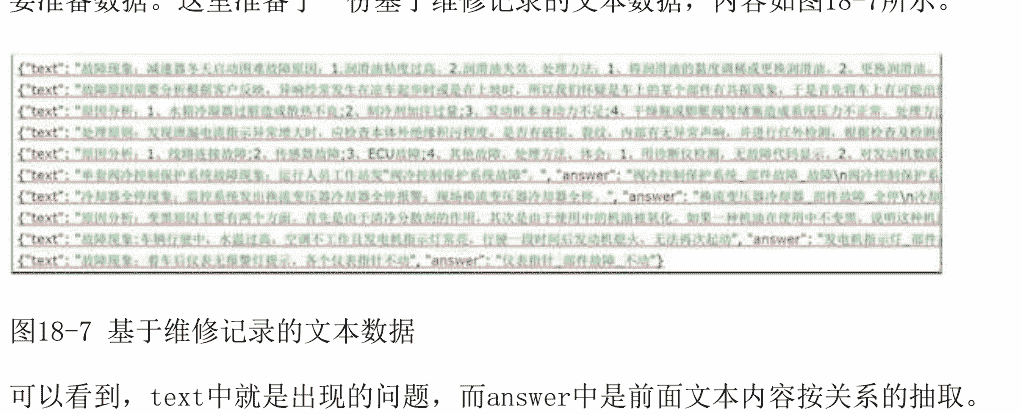 要准备数据。这里准备了一份基于维修记录的文本数据，内容如图18-7所示。
{"text": "故障现象：减速器冬天启动困难故障原因：1.润滑油粘度过高、2.润滑油失效。处理方法：1、将润滑油的黏度调稀或更换润滑油。2、更换润滑油。
{"text": "故障原因简要分析根据客户反映，异响经常发生在凉车起步时或是在上坡时，所以我们怀疑是车上的某个部件有共振现象，于是首先将车上有可能出
{"text": "原因分析：1、水箱冷凝器过脏造成散热不良;2、制冷剂加注过量;3、发动机本身动力不足;4、干燥瓶或膨胀阀等堵塞造成系统压力不正常。处理方
{"text": "处理原则：发现泄漏电流指示异常增大时，应检查本体外绝缘积污程度，是否有破损、裂纹，内部有无异常声响，并进行红外检测，根据检查及检测
{"text": "原因分析：1、线路连接故障;2、传感器故障;3、ECU故障;4、其他故障。处理方法、体会：1、用诊断仪检测，无故障代码显示。2、对发动机数据
{"text": "单套阀冷控制保护系统故障现象：运行人员工作站发"阀冷控制保护系统故障"。", "answer": "阀冷控制保护系统_部件故障_故障\n阀冷控制保护系
{"text": "冷却器全停现象：监控系统发出换流变压器冷却器全停报警，现场换流变压器冷却器全停。", "answer": "换流变压器冷却器_部件故障_全停\n冷却
{"text": "原因分析：变黑原因主要有两个方面，首先是由于清净分散剂的作用，其次是由于使用中的机油被氧化。如果一种机油在使用中不变黑，说明这种机
{"text": "故障现象:车辆行驶中，水温过高，空调不工作且发电机指示灯常亮，行驶一段时间后发动机熄火，无法再次起动", "answer": "发电机指示灯_部件
{"text": "故障现象：着车后仪表无报警灯提示，各个仪表指针不动", "answer": "仪表指针_部件故障_不动"}
图18-7 基于维修记录的文本数据
可以看到，text中就是出现的问题，而answer中是前面文本内容按关系的抽取。